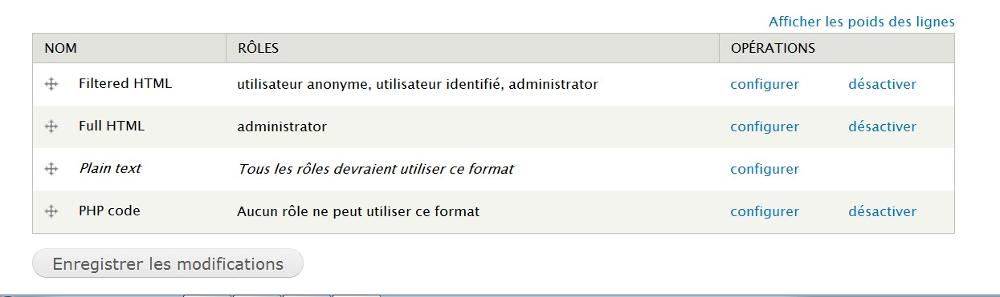 Afficher les poids des lignes
NOM RÔLES OPÉRATIONS
Filtered HTML utilisateur anonyme, utilisateur identifié, administrator configurer désactiver
Full HTML administrator configurer désactiver
Plain text Tous les rôles devraient utiliser ce format configurer
PHP code Aucun rôle ne peut utiliser ce format configurer désactiver
Enregistrer les modifications